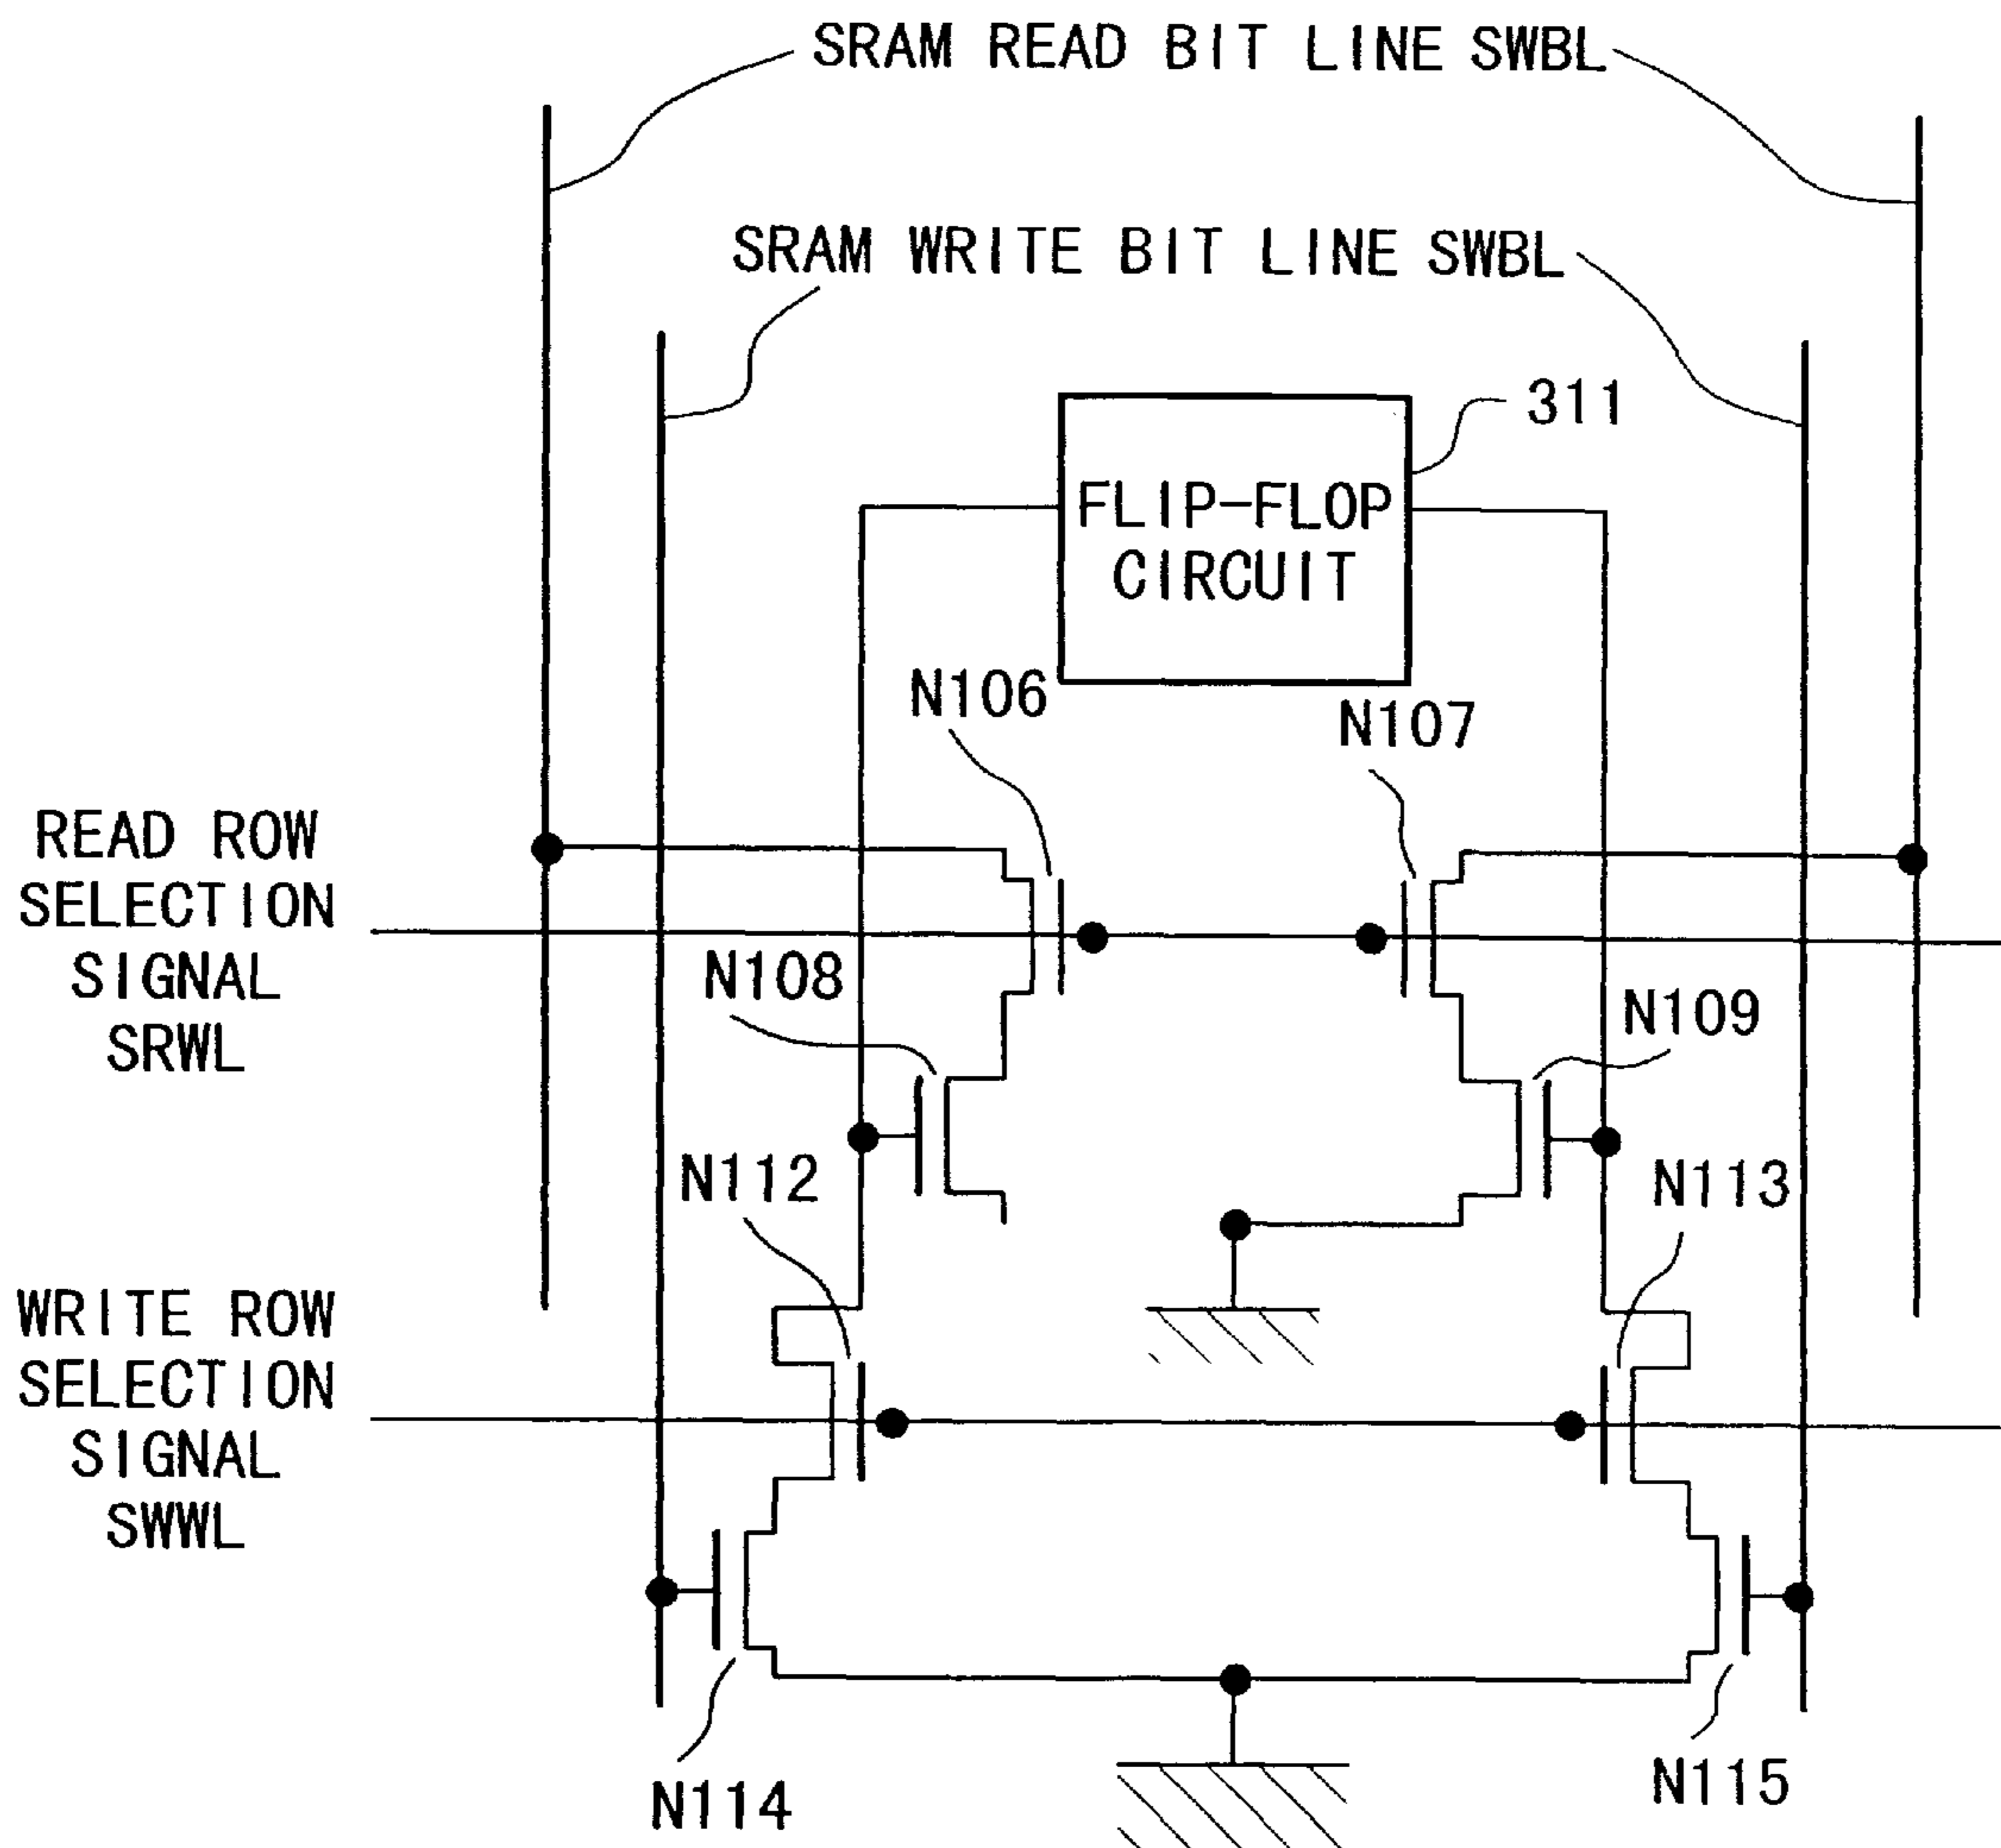 SRAM READ BIT LINE SWBL
SRAM WRITE BIT LINE SWBL
311
FLIP-FLOP
CIRCUIT
N106
N107
READ ROW
SELECTION
SIGNAL
SRWL
N108
N109
N112
N113
WRITE ROW
SELECTION
SIGNAL
SWWL
N114
N115